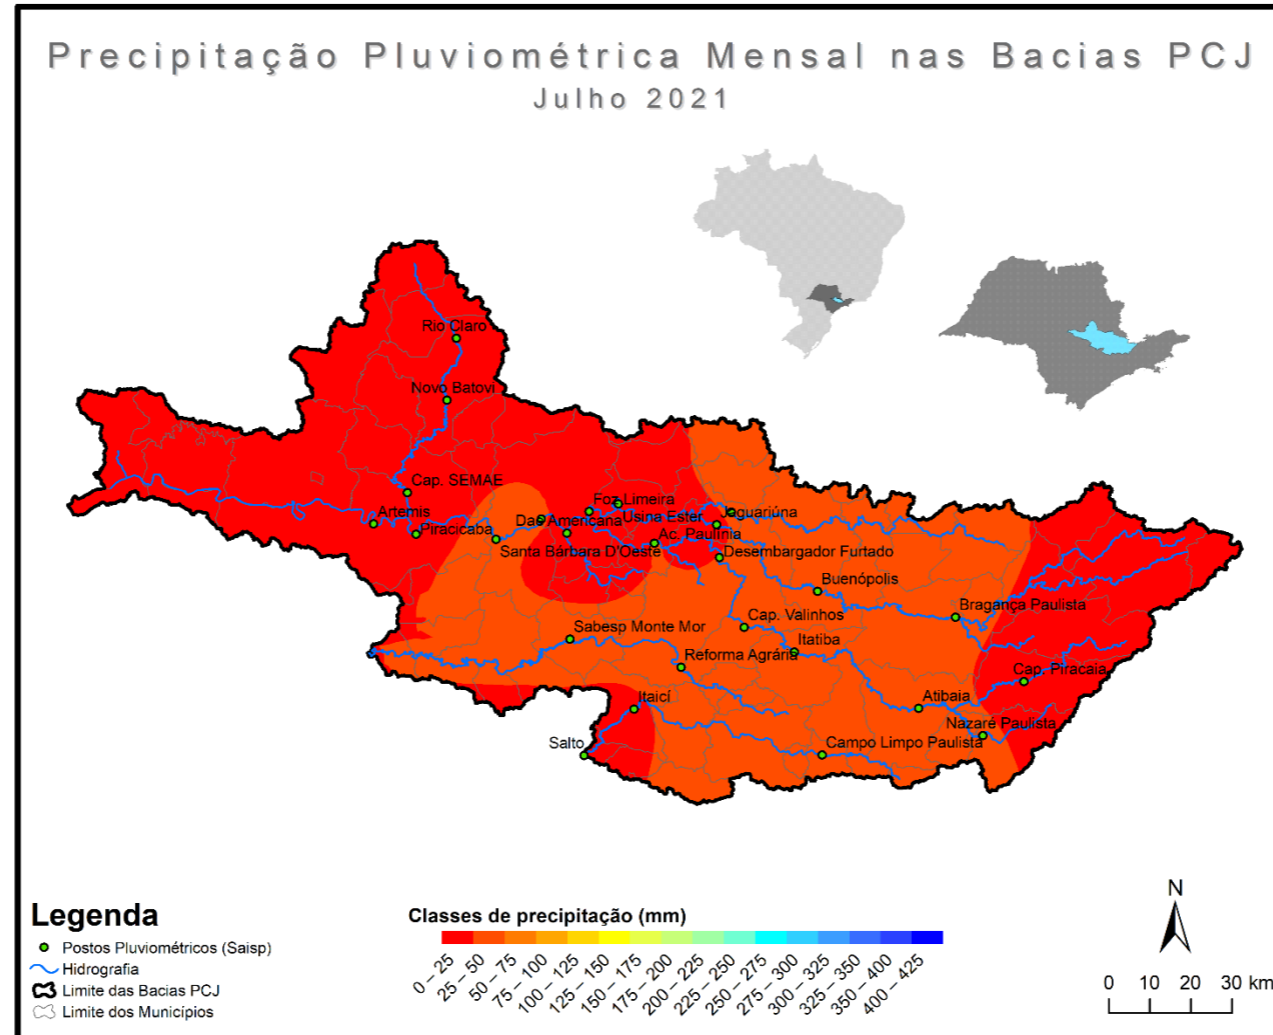 Precipitação Pluviométrica Mensal nas Bacias PCJ
Julho 2021
Rio Claro
Novo Batovi
Cap. SEMAE
Artemis
Piracicaba
Foz Limeira
Dae Americana
Usina Ester
Jaguariúna
Santa Bárbara D'Oeste
Ac. Paulínia
Desembargador Furtado
Buenópolis
Bragança Paulista
Cap. Valinhos
Sabesp Monte Mor
Itatiba
Reforma Agrária
Cap. Piracaia
Itaicí
Atibaia
Nazaré Paulista
Salto
Campo Limpo Paulista
Legenda
Postos Pluviométricos (Saisp)
Hidrografia
Limite das Bacias PCJ
Limite dos Municípios
Classes de precipitação (mm)
0 – 25
25 – 50
50 – 75
75 – 100
100 – 125
125 – 150
150 – 175
175 – 200
200 – 225
225 – 250
250 – 275
275 – 300
300 – 325
325 – 350
350 – 400
400 – 425
N
0 10 20 30 km